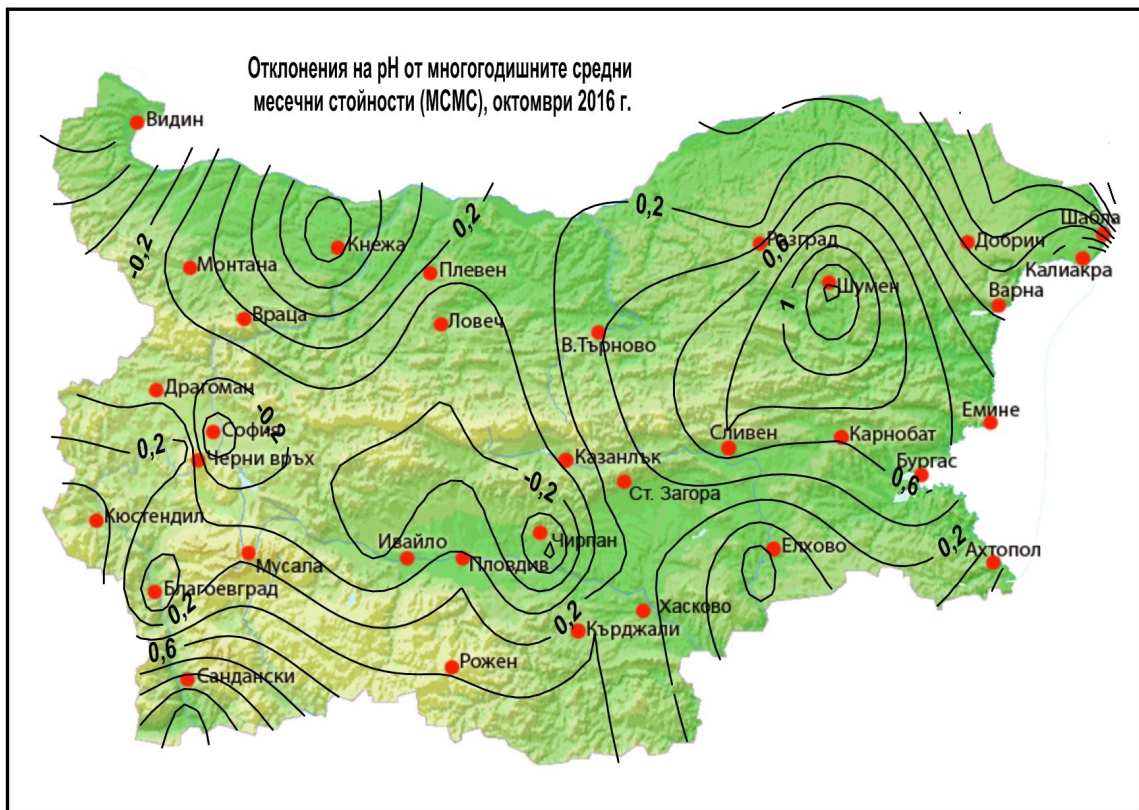 Отклонения на pH от многогодишните средни
месечни стойности (МСМС), октомври 2016 г.
Видин
Кнежа
Монтана
Плевен
Враца
Ловеч
В.Търново
Разград
Шумен
Добрич
Шабла
Калиакра
Варна
Драгоман
София
Черни връх
Кюстендил
Благоевград
Мусала
Ивайло
Пловдив
Чирпан
Казанлък
Ст. Загора
Сливен
Карнобат
Емине
Бургас
Елхово
Ахтопол
Хасково
Кърджали
Рожен
Сандански
-0,2
0,2
0,2
0,6
1
-0,2
0,2
-0,2
0,6
0,2
0,2
0,2
0,6